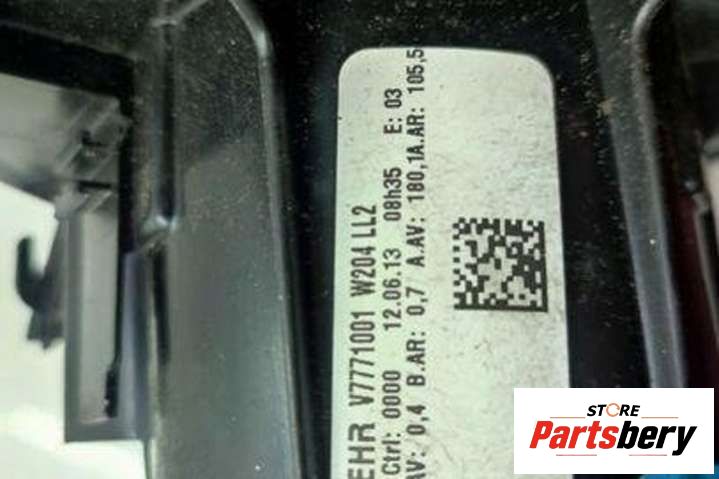 EHR V7771001 W204 LL2
Ctrl: 0000 12.06.13 08h35 E: 03
AV: 0,4 B.AR: 0,7 A.AV: 180,1A.AR: 105,5
STORE
Partsbery